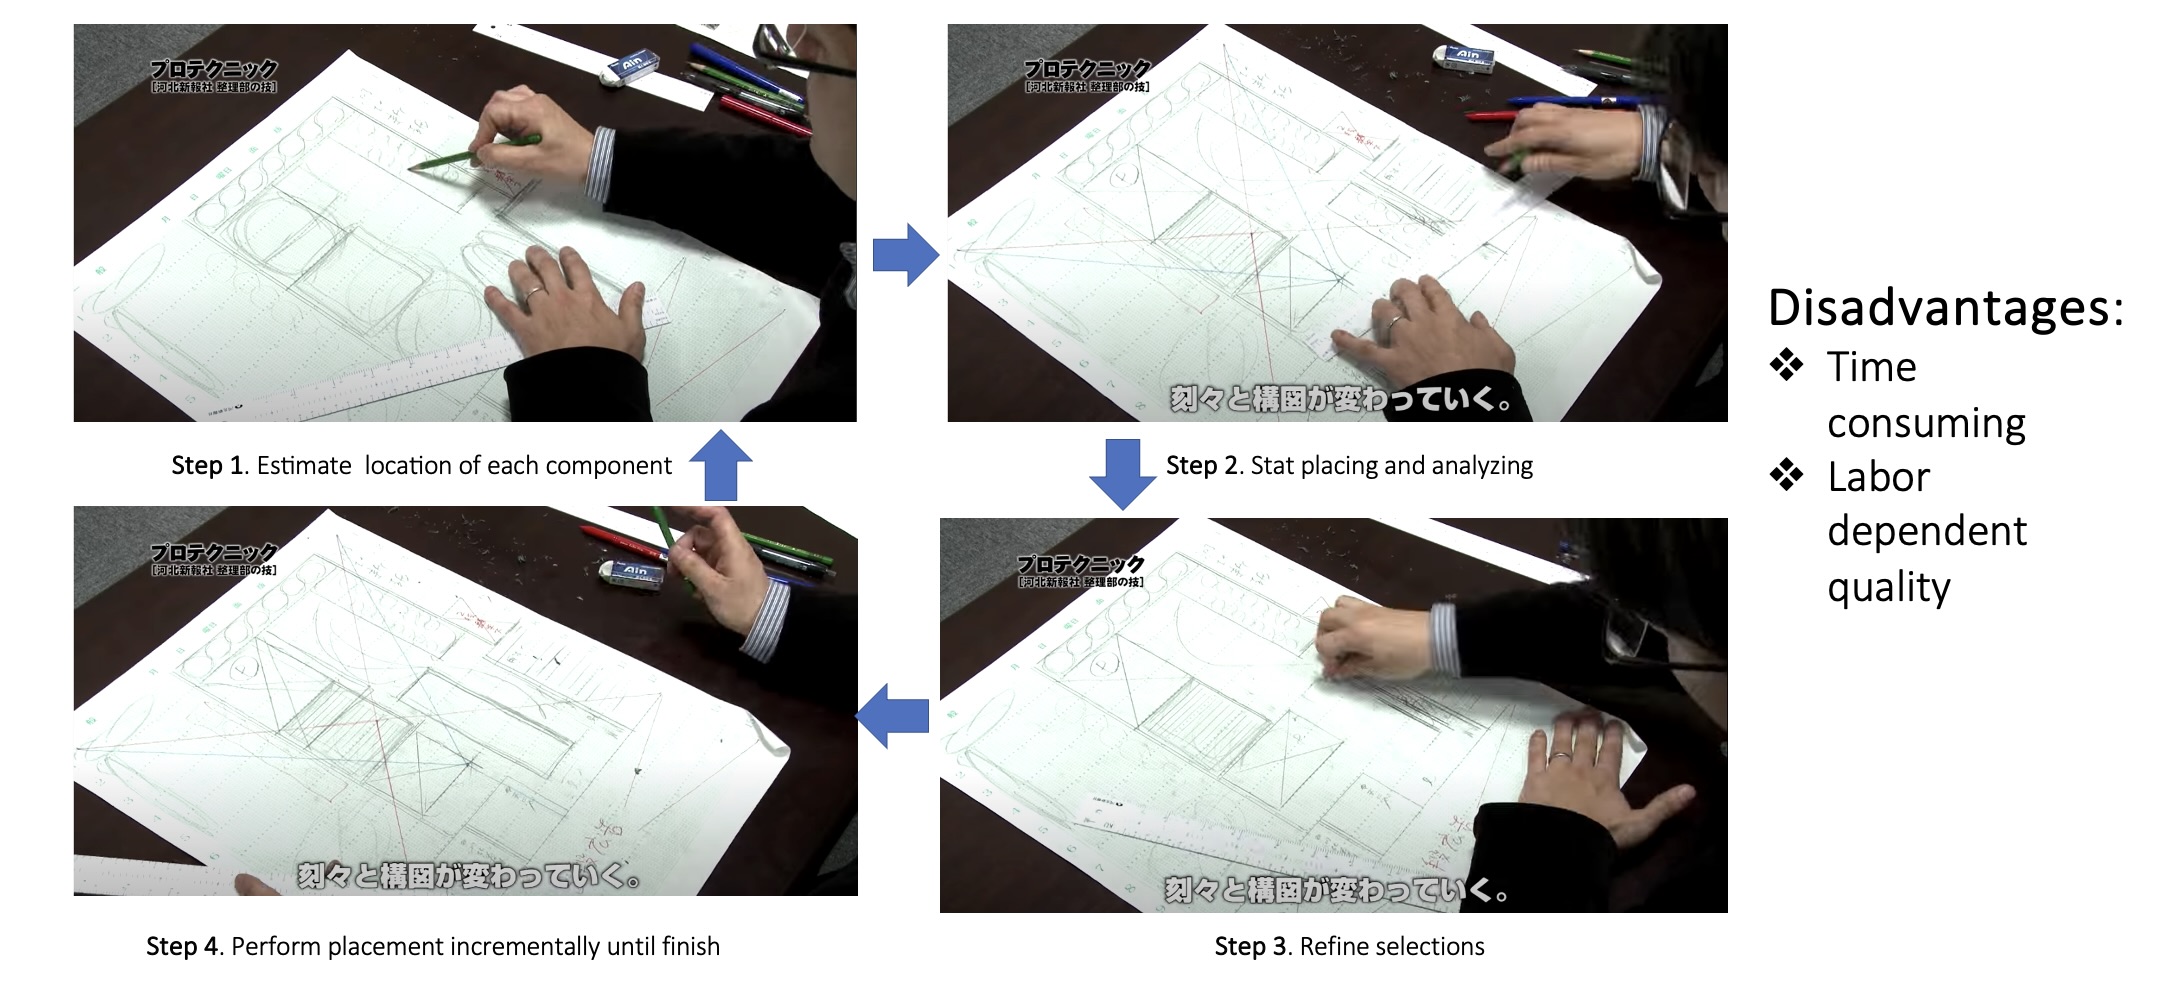 プロテクニック
[河北新報社 整理部の技]
Ain
プロテクニック
[河北新報社 整理部の技]
Ain
刻々と構図が変わっていく。
Step 1. Estimate location of each component
Step 2. Stat placing and analyzing
プロテクニック
[河北新報社 整理部の技]
Ain
刻々と構図が変わっていく。
プロテクニック
[河北新報社 整理部の技]
刻々と構図が変わっていく。
Step 4. Perform placement incrementally until finish
Step 3. Refine selections
Disadvantages:
Time
consuming
Labor
dependent
quality